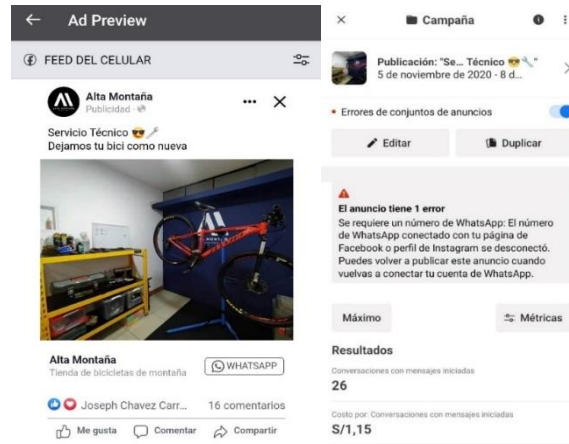 Ad Preview
FEED DEL CELULAR
Alta Montaña
Publicidad
Servicio Técnico
Dejamos tu bici como nueva
Alta Montaña
Tienda de bicicletas de montaña
WHATSAPP
Joseph Chavez Carr... 16 comentarios
Me gusta Comentar Compartir
Campaña
Publicación: "Se... Técnico 😎🔧"
5 de noviembre de 2020 - 8 d...
Errores de conjuntos de anuncios
Editar Duplicar
El anuncio tiene 1 error
Se requiere un número de WhatsApp: El número
de WhatsApp conectado con tu página de
Facebook o perfil de Instagram se desconectó.
Puedes volver a publicar este anuncio cuando
vuelvas a conectar tu cuenta de WhatsApp.
Máximo Métricas
Resultados
Conversaciones con mensajes iniciadas
26
Costo por: Conversaciones con mensajes iniciadas
S/1,15